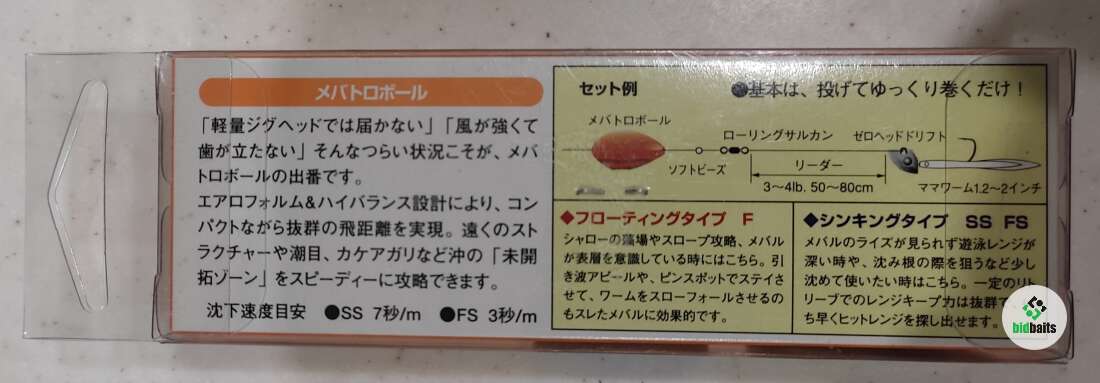 メバトロボール
「軽量ジグヘッドでは届かない」「風が強くて
歯が立たない」そんなつらい状況こそが、メバ
トロボールの出番です。
エアロフォルム&ハイバランス設計により、コン
パクトながら抜群の飛距離を実現。遠くのスト
ラクチャーや潮目、カケアガリなど沖の「未開
拓ゾーン」をスピーディーに攻略できます。
沈下速度目安 ●SS 7秒/m ●FS 3秒/m
セット例 ●基本は、投げてゆっくり巻くだけ!
メバトロボール
ローリングサルカン
ゼロヘッドドリフト
ソフトビーズ
リーダー
3〜4lb. 50〜80cm
ママワーム1.2〜2インチ
◆フローティングタイプ F
シャローの藻場やスロープ攻略、メバル
が表層を意識している時にはこちら。引
き波アピールや、ピンスポットでステイさ
せて、ワームをスローフォールさせるの
もスレたメバルに効果的です。
◆シンキングタイプ SS FS
メバルのライズが見られず遊泳レンジが
深い時や、沈み根の際を狙うなど少し
沈めて使いたい時はこちら。一定のリト
リーブでのレンジキープ力は抜群で
ち早くヒットレンジを探し出せます。
bidbaits